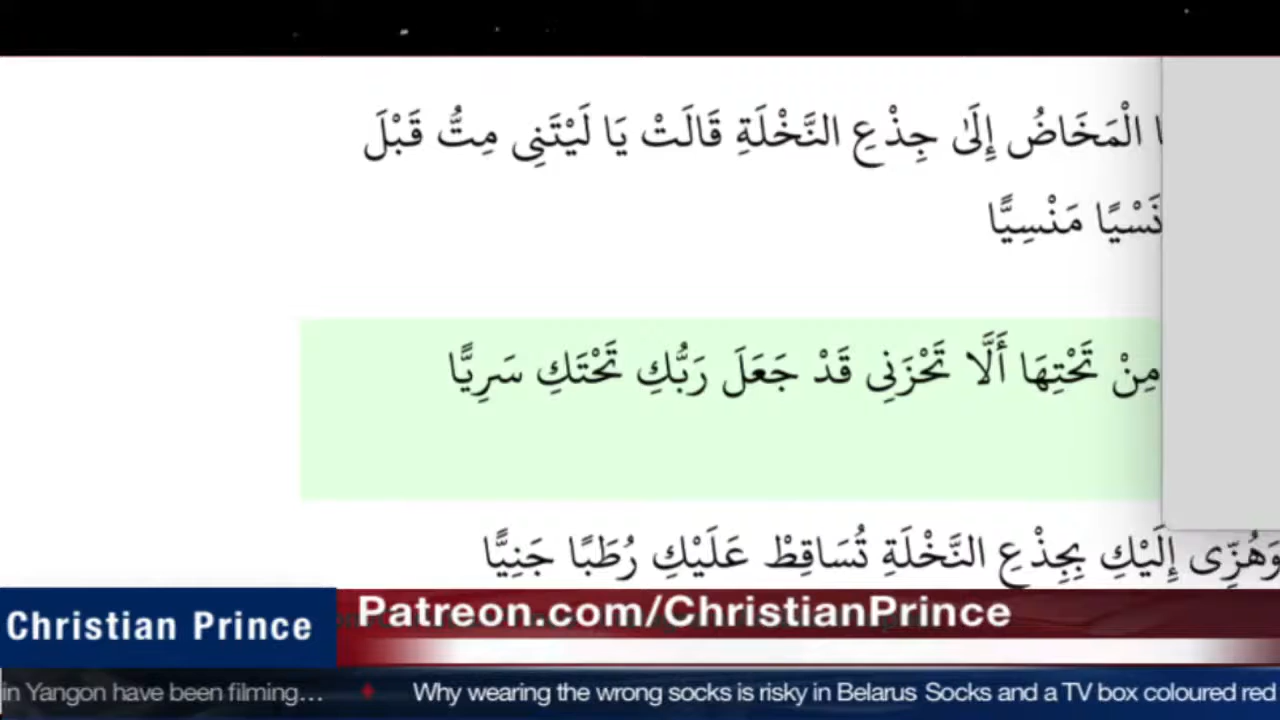 الْمَخَاضُ إِلَىٰ جِذْعِ النَّخْلَةِ قَالَتْ يَا لَيْتَنِى مِتُّ قَبْلَ
نَسْيًا مَنْسِيًّا
مِنْ تَحْتِهَا أَلَّا تَحْزَنِى قَدْ جَعَلَ رَبُّكِ تَحْتَكِ سَرِيًّا
وَهُزِّى إِلَيْكِ بِجِذْعِ النَّخْلَةِ تُسَاقِطْ عَلَيْكِ رُطَبًا جَنِيًّا
Christian Prince
Patreon.com/ChristianPrince
in Yangon have been filming... Why wearing the wrong socks is risky in Belarus Socks and a TV box coloured red